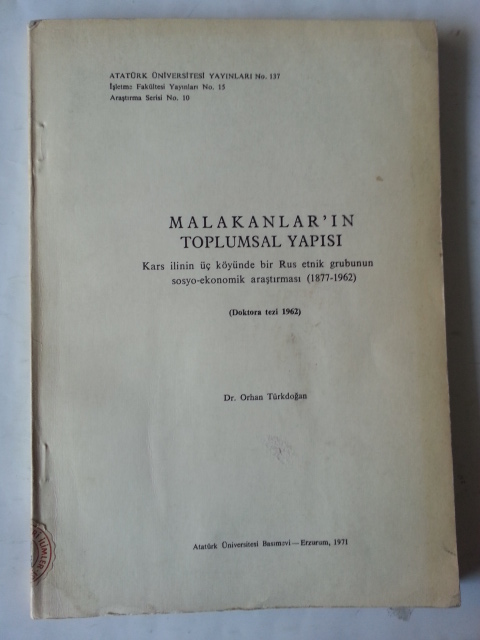 ATATÜRK ÜNİVERSİTESİ YAYINLARI No. 137
İşletme Fakültesi Yayınları No. 15
Araştırma Serisi No. 10
MALAKANLAR'IN
TOPLUMSAL YAPISI
Kars ilinin üç köyünde bir Rus etnik grubunun
sosyo-ekonomik araştırması (1877-1962)
(Doktora tezi 1962)
Dr. Orhan Türkdoğan
Atatürk Üniversitesi Basımevi—Erzurum, 1971